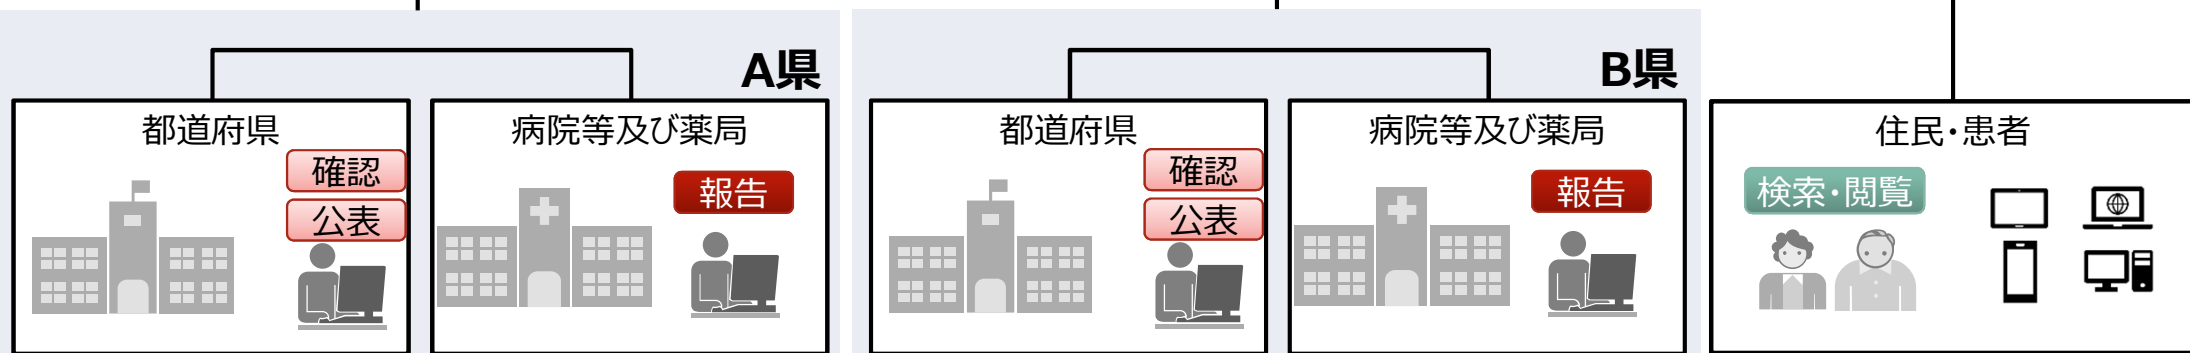 A県
都道府県
確認
公表
病院等及び薬局
報告
B県
都道府県
確認
公表
病院等及び薬局
報告
住民・患者
検索・閲覧